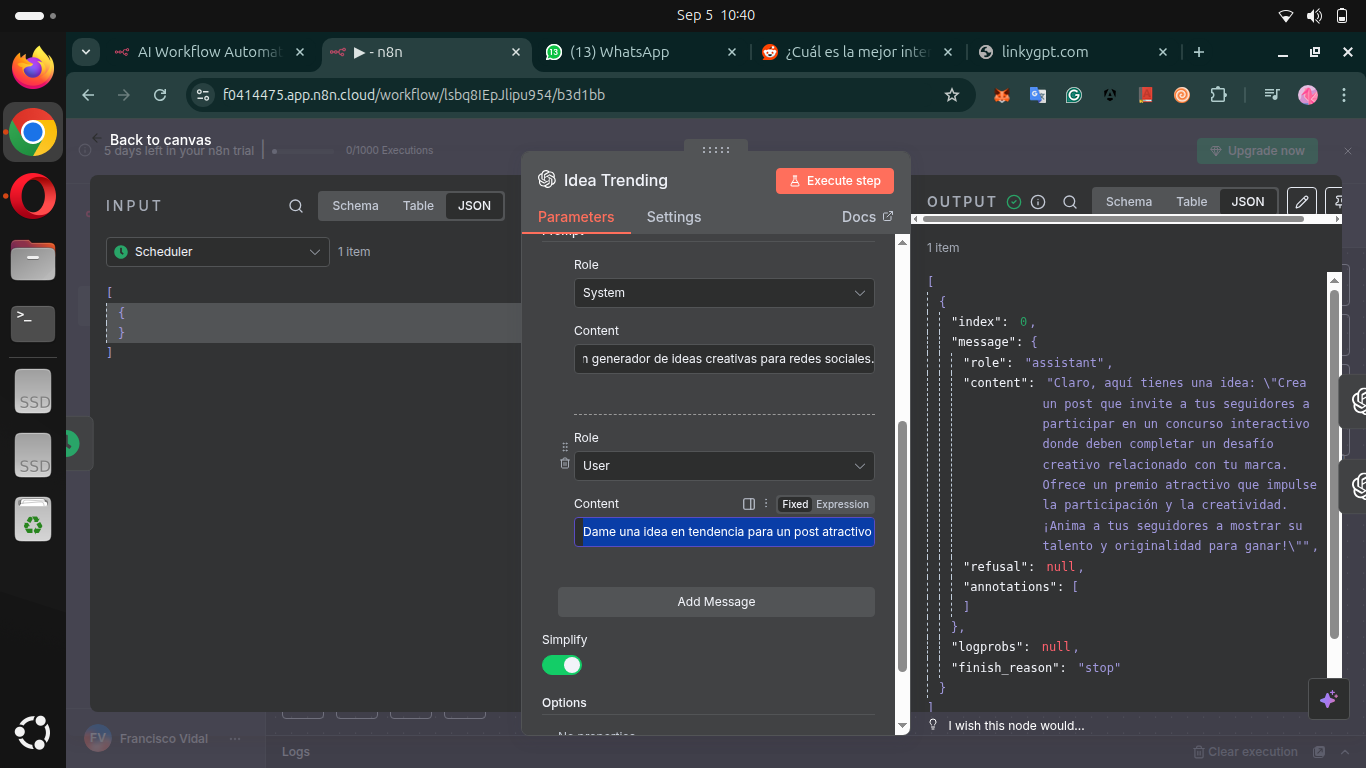 Sep 5 10:40
AI Workflow Automat
▶ - n8n
(13) WhatsApp
¿Cuál es la mejor inte
linkygpt.com
f0414475.app.n8n.cloud/workflow/lsbq8IEpJlipu954/b3d1bb
Back to canvas
5 days left in your n8n trial
0/1000 Executions
Upgrade now
INPUT
Schema
Table
JSON
Scheduler
1 item
[
{
}
]
Idea Trending
Execute step
Parameters
Settings
Docs
Prompt
Role
System
Content
n generador de ideas creativas para redes sociales.
Role
User
Content
Fixed
Expression
Dame una idea en tendencia para un post atractivo
Add Message
Simplify
Options
No properties
OUTPUT
Schema
Table
JSON
1 item
[
{
"index": 0,
"message": {
"role": "assistant",
"content": "Claro, aquí tienes una idea: \"Crea
un post que invite a tus seguidores a
participar en un concurso interactivo
donde deben completar un desafío
creativo relacionado con tu marca.
Ofrece un premio atractivo que impulse
la participación y la creatividad.
¡Anima a tus seguidores a mostrar su
talento y originalidad para ganar!\"",
"refusal": null,
"annotations": [
]
},
"logprobs": null,
"finish_reason": "stop"
}
]
I wish this node would...
FV
Francisco Vidal
Logs
Clear execution
SSD
SSD